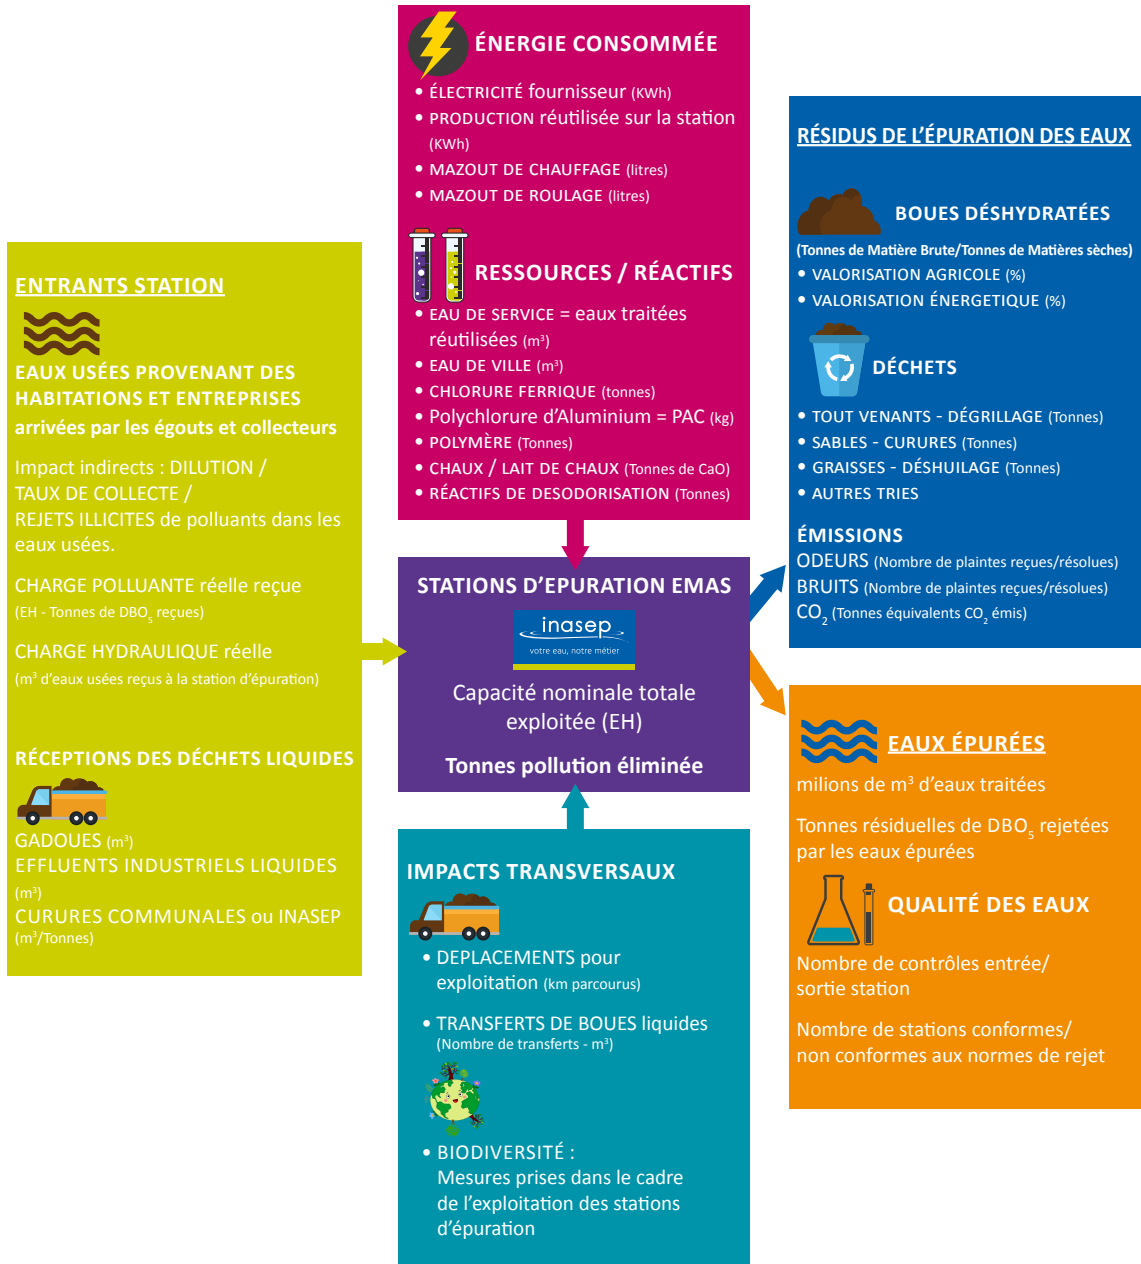 ÉNERGIE CONSOMMÉE
• ÉLECTRICITÉ fournisseur (KWh)
• PRODUCTION réutilisée sur la station
(KWh)
• MAZOUT DE CHAUFFAGE (litres)
• MAZOUT DE ROULAGE (litres)
RESSOURCES / RÉACTIFS
• EAU DE SERVICE = eaux traitées
réutilisées (m³)
• EAU DE VILLE (m³)
• CHLORURE FERRIQUE (tonnes)
• Polychlorure d’Aluminium = PAC (kg)
• POLYMÈRE (Tonnes)
• CHAUX / LAIT DE CHAUX (Tonnes de CaO)
• RÉACTIFS DE DESODORISATION (Tonnes)
ENTRANTS STATION
EAUX USÉES PROVENANT DES
HABITATIONS ET ENTREPRISES
arrivées par les égouts et collecteurs
Impact indirects : DILUTION /
TAUX DE COLLECTE /
REJETS ILLICITES de polluants dans les
eaux usées.
CHARGE POLLUANTE réelle reçue
(EH - Tonnes de DBO₅ reçues)
CHARGE HYDRAULIQUE réelle
(m³ d’eaux usées reçus à la station d’épuration)
RÉCEPTIONS DES DÉCHETS LIQUIDES
GADOUES (m³)
EFFLUENTS INDUSTRIELS LIQUIDES
(m³)
CURURES COMMUNALES ou INASEP
(m³/Tonnes)
STATIONS D’EPURATION EMAS
inasep
votre eau, notre métier
Capacité nominale totale
exploitée (EH)
Tonnes pollution éliminée
IMPACTS TRANSVERSAUX
• DEPLACEMENTS pour
exploitation (km parcourus)
• TRANSFERTS DE BOUES liquides
(Nombre de transferts - m³)
• BIODIVERSITÉ :
Mesures prises dans le cadre
de l’exploitation des stations
d’épuration
RÉSIDUS DE L’ÉPURATION DES EAUX
BOUES DÉSHYDRATÉES
(Tonnes de Matière Brute/Tonnes de Matières sèches)
• VALORISATION AGRICOLE (%)
• VALORISATION ÉNERGETIQUE (%)
DÉCHETS
• TOUT VENANTS - DÉGRILLAGE (Tonnes)
• SABLES - CURURES (Tonnes)
• GRAISSES - DÉSHUILAGE (Tonnes)
• AUTRES TRIES
ÉMISSIONS
ODEURS (Nombre de plaintes reçues/résolues)
BRUITS (Nombre de plaintes reçues/résolues)
CO₂ (Tonnes équivalents CO₂ émis)
EAUX ÉPURÉES
milions de m³ d’eaux traitées
Tonnes résiduelles de DBO₅ rejetées
par les eaux épurées
QUALITÉ DES EAUX
Nombre de contrôles entrée/
sortie station
Nombre de stations conformes/
non conformes aux normes de rejet